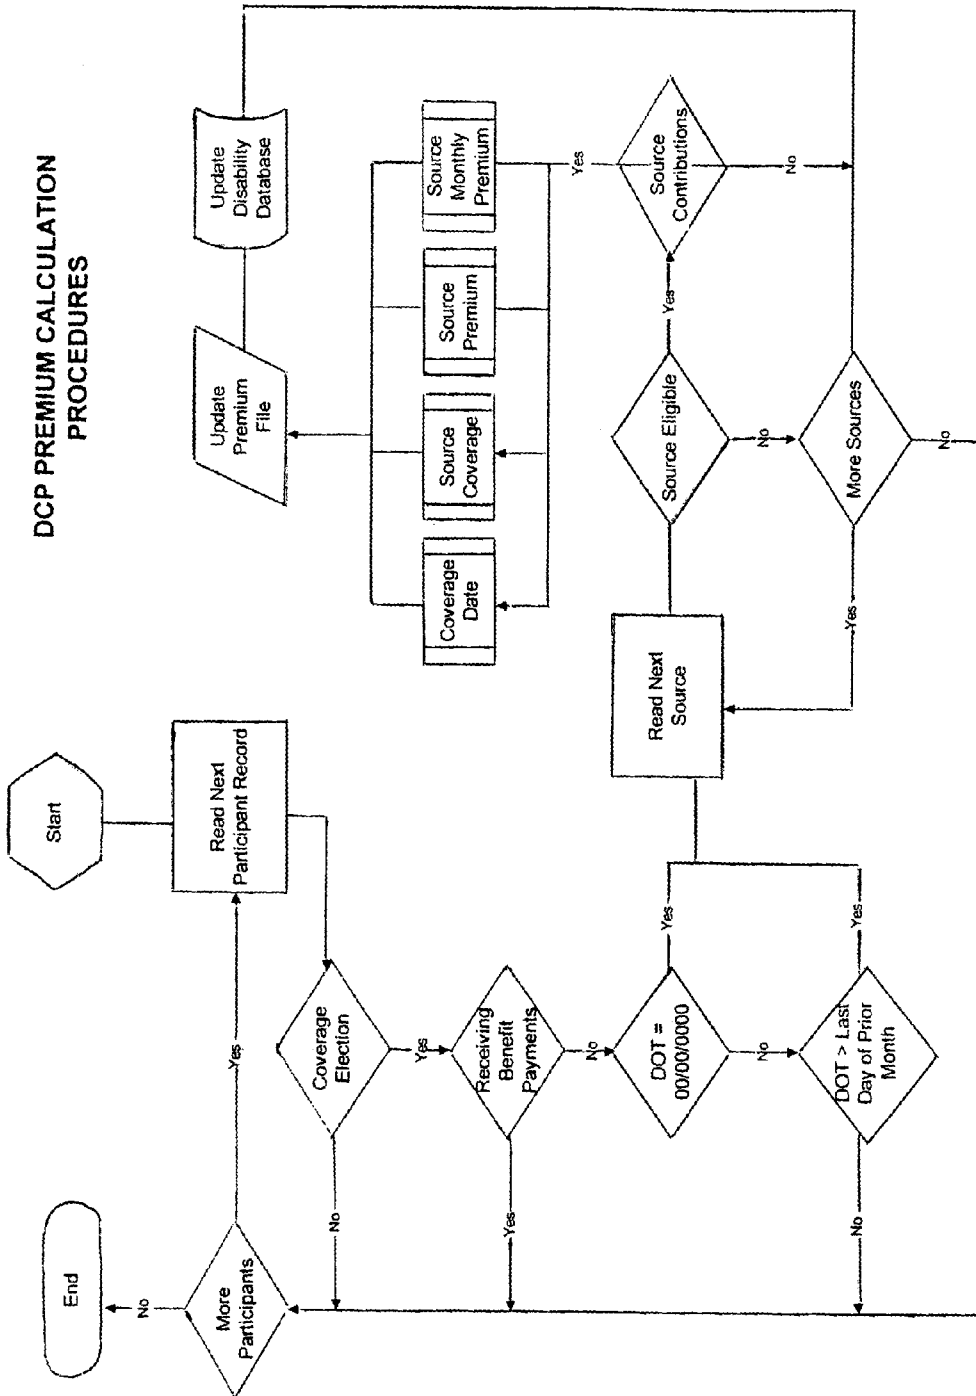 DCP PREMIUM CALCULATION
PROCEDURES
End
No
More
Participants
Yes
Start
Read Next
Participant Record
Coverage
Election
No
Yes
Receiving
Benefit
Payments
Yes
No
DOT =
00/00/0000
Yes
No
DOT > Last
Day of Prior
Month
Yes
No
Read Next
Source
Source Eligible
Yes
No
More Sources
Yes
No
Source
Contributions
Yes
No
Coverage
Date
Source
Coverage
Source
Premium
Source
Monthly
Premium
Update
Premium
File
Update
Disability
Database